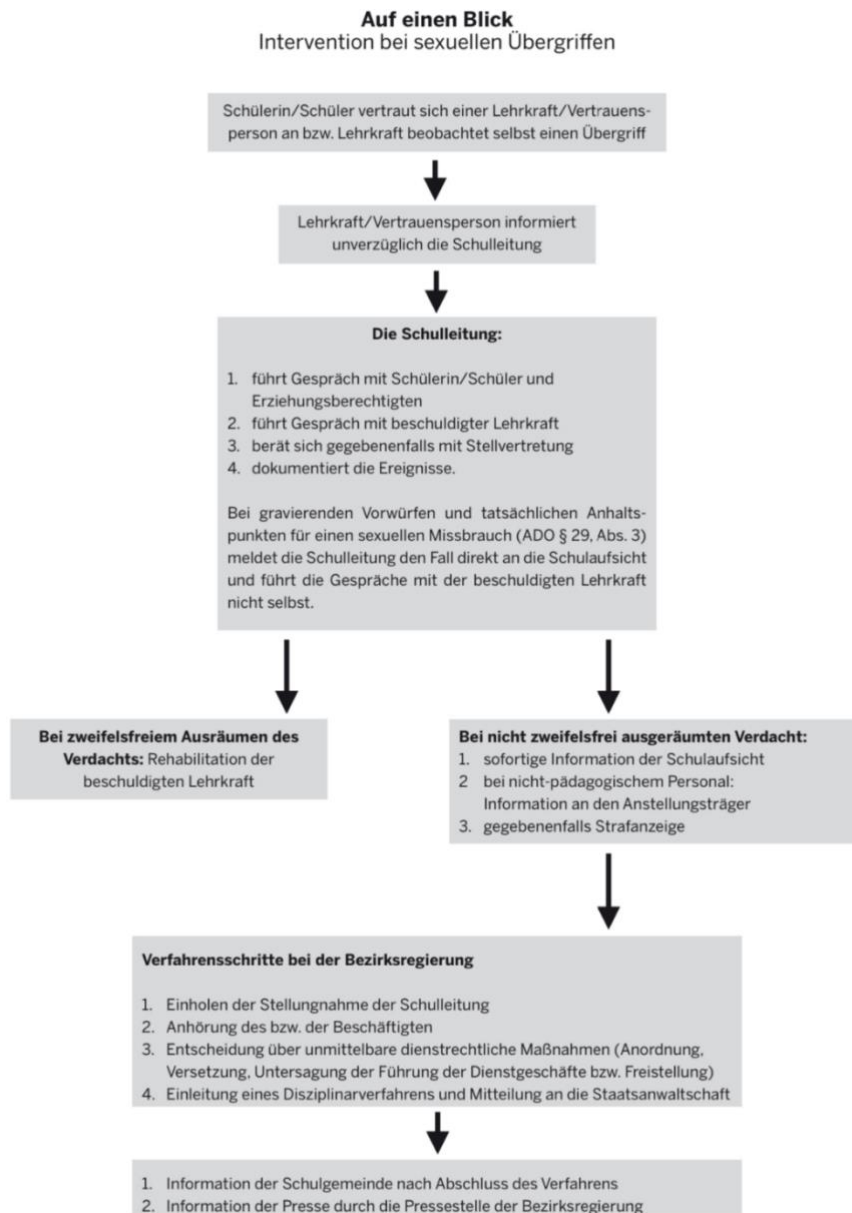 Auf einen Blick
Intervention bei sexuellen Übergriffen
Schülerin/Schüler vertraut sich einer Lehrkraft/Vertrauens-
person an bzw. Lehrkraft beobachtet selbst einen Übergriff
Lehrkraft/Vertrauensperson informiert
unverzüglich die Schulleitung
Die Schulleitung:
1. führt Gespräch mit Schülerin/Schüler und
Erziehungsberechtigten
2. führt Gespräch mit beschuldigter Lehrkraft
3. berät sich gegebenenfalls mit Stellvertretung
4. dokumentiert die Ereignisse.
Bei gravierenden Vorwürfen und tatsächlichen Anhalts-
punkten für einen sexuellen Missbrauch (ADO § 29, Abs. 3)
meldet die Schulleitung den Fall direkt an die Schulaufsicht
und führt die Gespräche mit der beschuldigten Lehrkraft
nicht selbst.
Bei zweifelsfreiem Ausräumen des
Verdachts: Rehabilitation der
beschuldigten Lehrkraft
Bei nicht zweifelsfrei ausgeräumten Verdacht:
1. sofortige Information der Schulaufsicht
2 bei nicht-pädagogischem Personal:
Information an den Anstellungsträger
3. gegebenenfalls Strafanzeige
Verfahrensschritte bei der Bezirksregierung
1. Einholen der Stellungnahme der Schulleitung
2. Anhörung des bzw. der Beschäftigten
3. Entscheidung über unmittelbare dienstrechtliche Maßnahmen (Anordnung,
Versetzung, Untersagung der Führung der Dienstgeschäfte bzw. Freistellung)
4. Einleitung eines Disziplinarverfahrens und Mitteilung an die Staatsanwaltschaft
1. Information der Schulgemeinde nach Abschluss des Verfahrens
2. Information der Presse durch die Pressestelle der Bezirksregierung